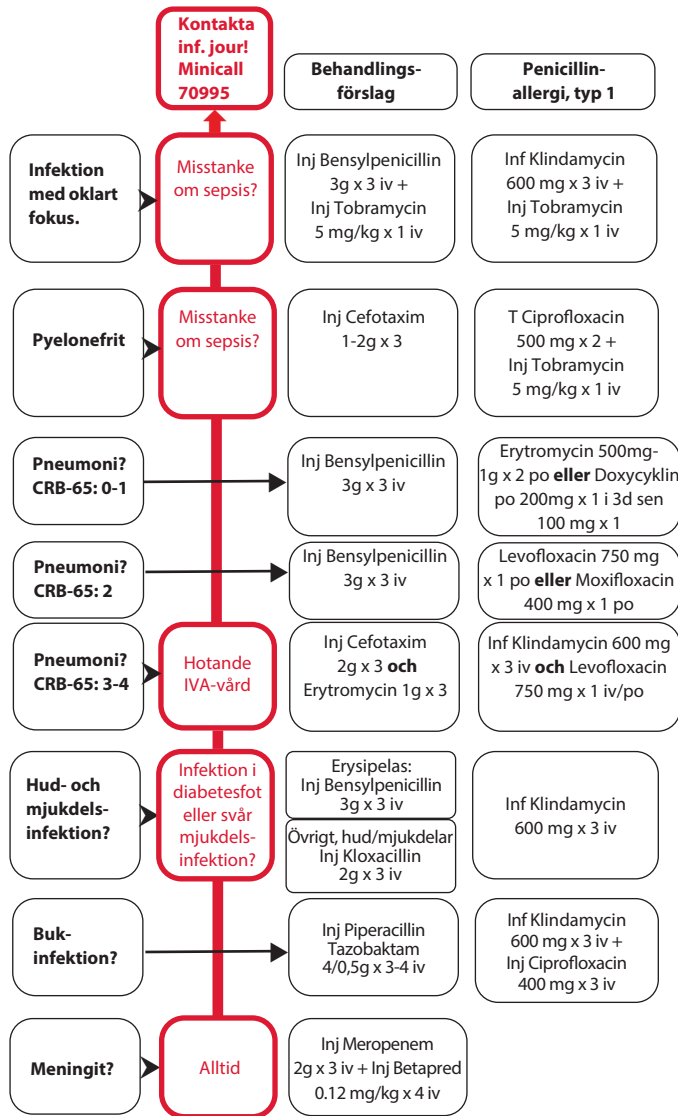 Kontakta
inf. jour!
Minicall
70995
Behandlings-
förslag
Penicillin-
allergi, typ 1
Infektion
med oklart
fokus.
Misstanke
om sepsis?
Inj Bensylpenicillin
3g x 3 iv +
Inj Tobramycin
5 mg/kg x 1 iv
Inf Klindamycin
600 mg x 3 iv +
Inj Tobramycin
5 mg/kg x 1 iv
Pyelonefrit
Misstanke
om sepsis?
Inj Cefotaxim
1-2g x 3
T Ciprofloxacin
500 mg x 2 +
Inj Tobramycin
5 mg/kg x 1 iv
Pneumoni?
CRB-65: 0-1
Inj Bensylpenicillin
3g x 3 iv
Erytromycin 500mg-
1g x 2 po eller Doxycyklin
po 200mg x 1 i 3d sen
100 mg x 1
Pneumoni?
CRB-65: 2
Inj Bensylpenicillin
3g x 3 iv
Levofloxacin 750 mg
x 1 po eller Moxifloxacin
400 mg x 1 po
Pneumoni?
CRB-65: 3-4
Hotande
IVA-vård
Inj Cefotaxim
2g x 3 och
Erytromycin 1g x 3
Inf Klindamycin 600 mg
x 3 iv och Levofloxacin
750 mg x 1 iv/po
Hud- och
mjukdels-
infektion?
Infektion i
diabetesfot
eller svår
mjukdels-
infektion?
Erysipelas:
Inj Bensylpenicillin
3g x 3 iv
Övrigt, hud/mjukdelar
Inj Kloxacillin
2g x 3 iv
Inf Klindamycin
600 mg x 3 iv
Buk-
infektion?
Inj Piperacillin
Tazobaktam
4/0,5g x 3-4 iv
Inf Klindamycin
600 mg x 3 iv +
Inj Ciprofloxacin
400 mg x 3 iv
Meningit?
Alltid
Inj Meropenem
2g x 3 iv + Inj Betapred
0.12 mg/kg x 4 iv